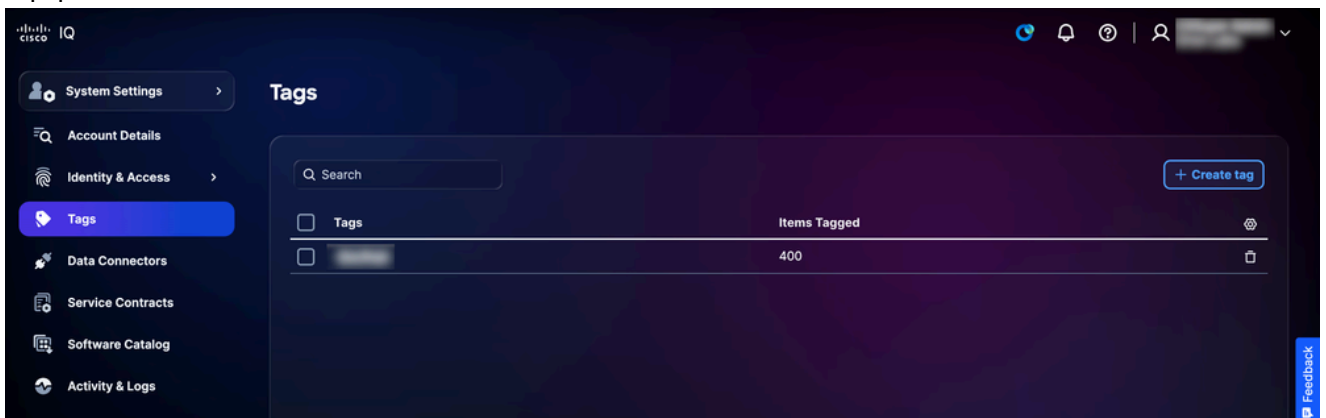 cisco IQ
System Settings
Account Details
Identity & Access
Tags
Data Connectors
Service Contracts
Software Catalog
Activity & Logs
Tags
Search
+ Create tag
Tags Items Tagged
400
Feedback